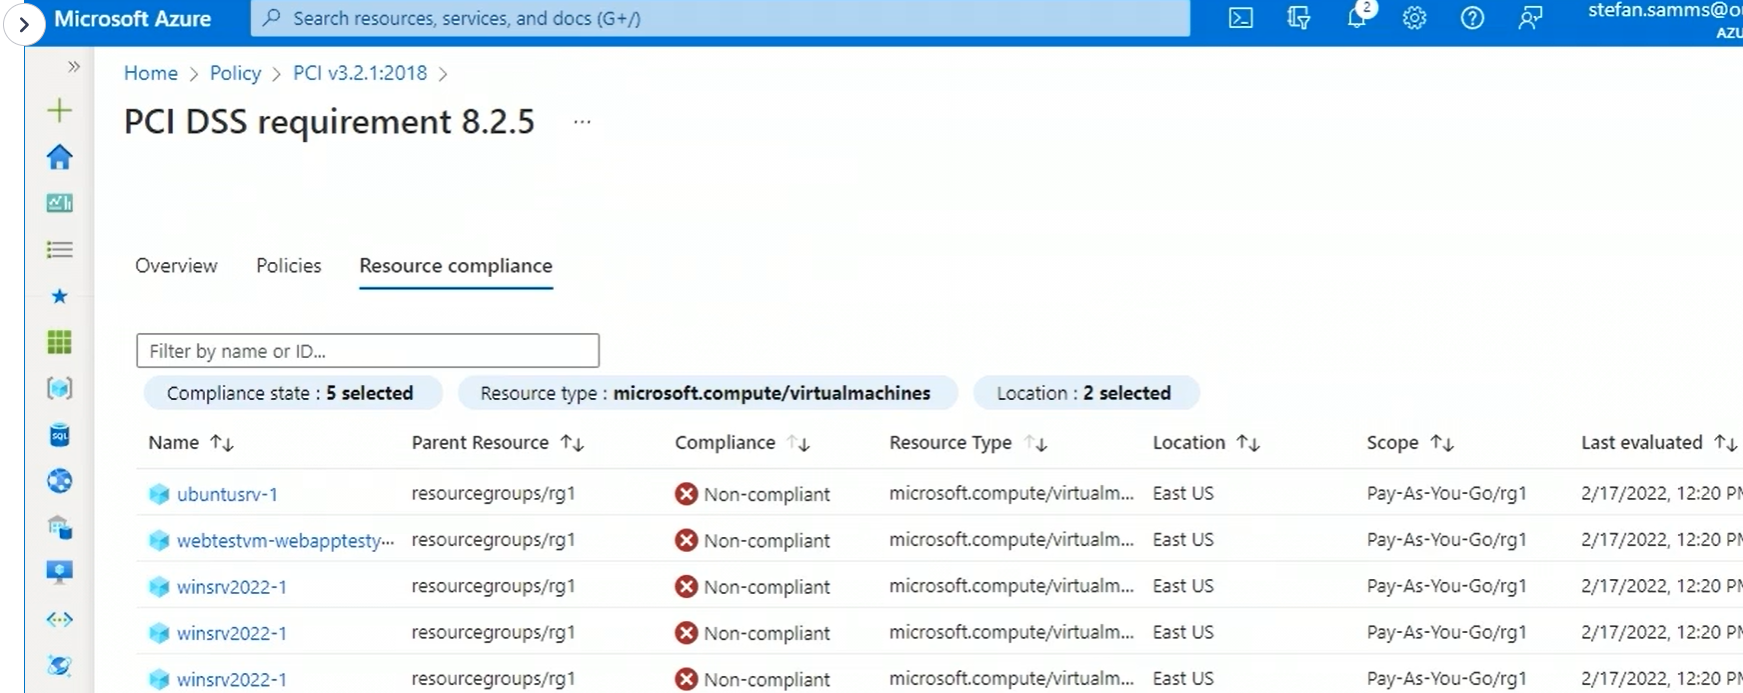 Microsoft Azure
Search resources, services, and docs (G+/)
2
stefan.samms@o
AZU
Home > Policy > PCI v3.2.1:2018 >
PCI DSS requirement 8.2.5 ...
Overview Policies Resource compliance
Filter by name or ID...
Compliance state : 5 selected Resource type : microsoft.compute/virtualmachines Location : 2 selected
Name Parent Resource Compliance Resource Type Location Scope Last evaluated
ubuntusrv-1 resourcegroups/rg1 Non-compliant microsoft.compute/virtualm... East US Pay-As-You-Go/rg1 2/17/2022, 12:20 PM
webtestvm-webapptesty... resourcegroups/rg1 Non-compliant microsoft.compute/virtualm... East US Pay-As-You-Go/rg1 2/17/2022, 12:20 PM
winsrv2022-1 resourcegroups/rg1 Non-compliant microsoft.compute/virtualm... East US Pay-As-You-Go/rg1 2/17/2022, 12:20 PM
winsrv2022-1 resourcegroups/rg1 Non-compliant microsoft.compute/virtualm... East US Pay-As-You-Go/rg1 2/17/2022, 12:20 PM
winsrv2022-1 resourcegroups/rg1 Non-compliant microsoft.compute/virtualm... East US Pay-As-You-Go/rg1 2/17/2022, 12:20 PM
SQL